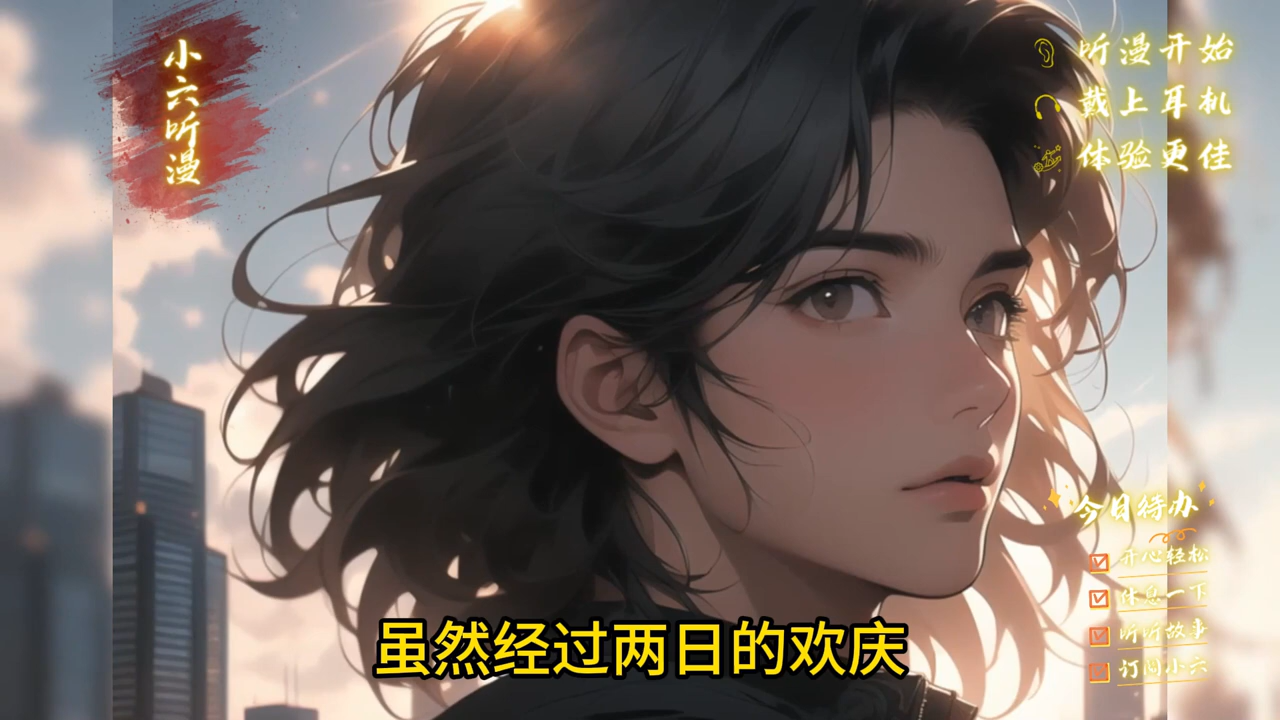 小六听漫
听漫开始
戴上耳机
体验更佳
今日待办
开心轻松
休息一下
听听故事
订阅小六
虽然经过两日的欢庆